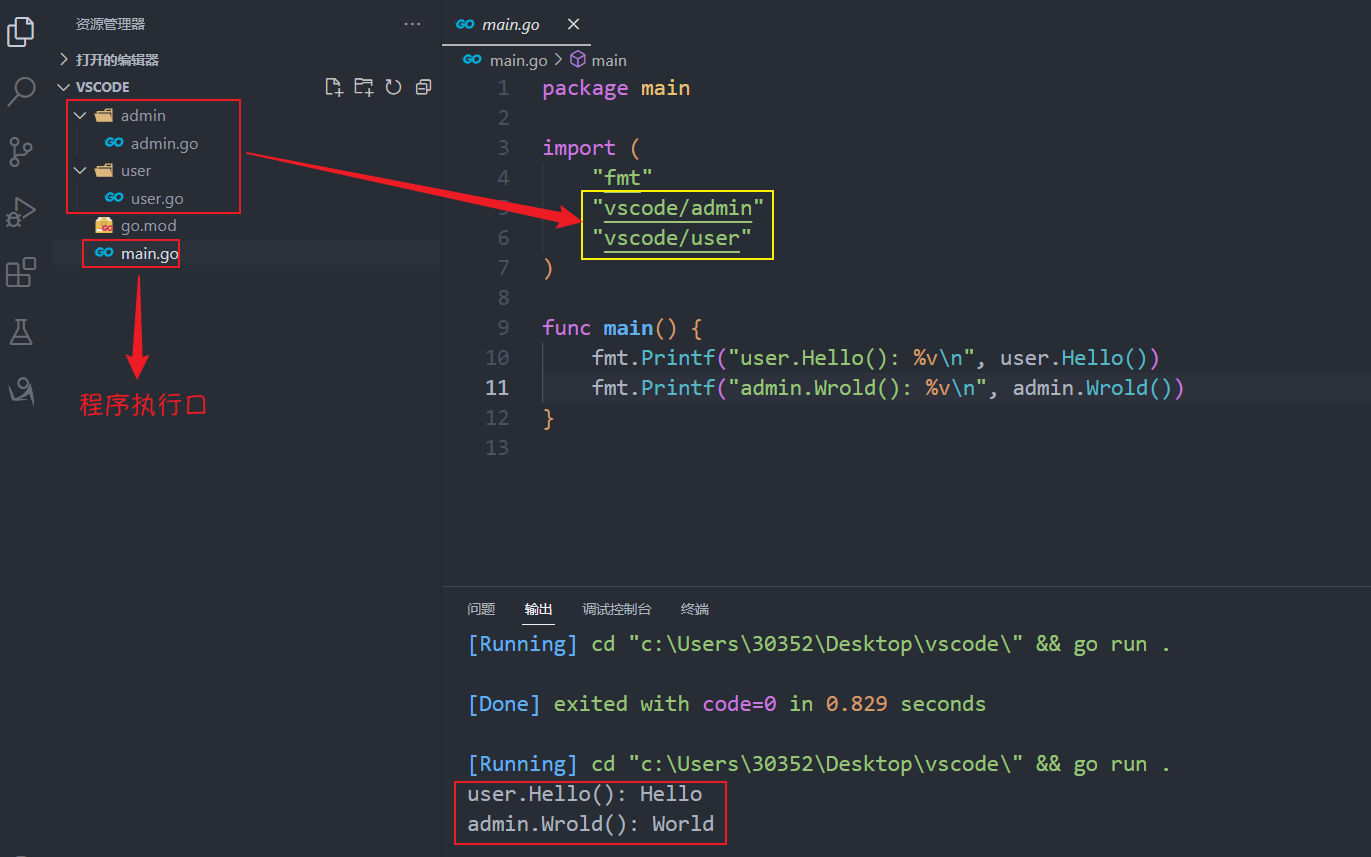 资源管理器 ···
打开的编辑器
VSCODE
admin
GO admin.go
user
GO user.go
go.mod
GO main.go
程序执行口
GO main.go ×
GO main.go > main
1 package main
2
3 import (
4 "fmt"
5 "vscode/admin"
6 "vscode/user"
7 )
8
9 func main() {
10 fmt.Printf("user.Hello(): %v\n", user.Hello())
11 fmt.Printf("admin.Wrold(): %v\n", admin.Wrold())
12 }
13
问题 输出 调试控制台 终端
[Running] cd "c:\Users\30352\Desktop\vscode\" && go run .
[Done] exited with code=0 in 0.829 seconds
[Running] cd "c:\Users\30352\Desktop\vscode\" && go run .
user.Hello(): Hello
admin.Wrold(): World